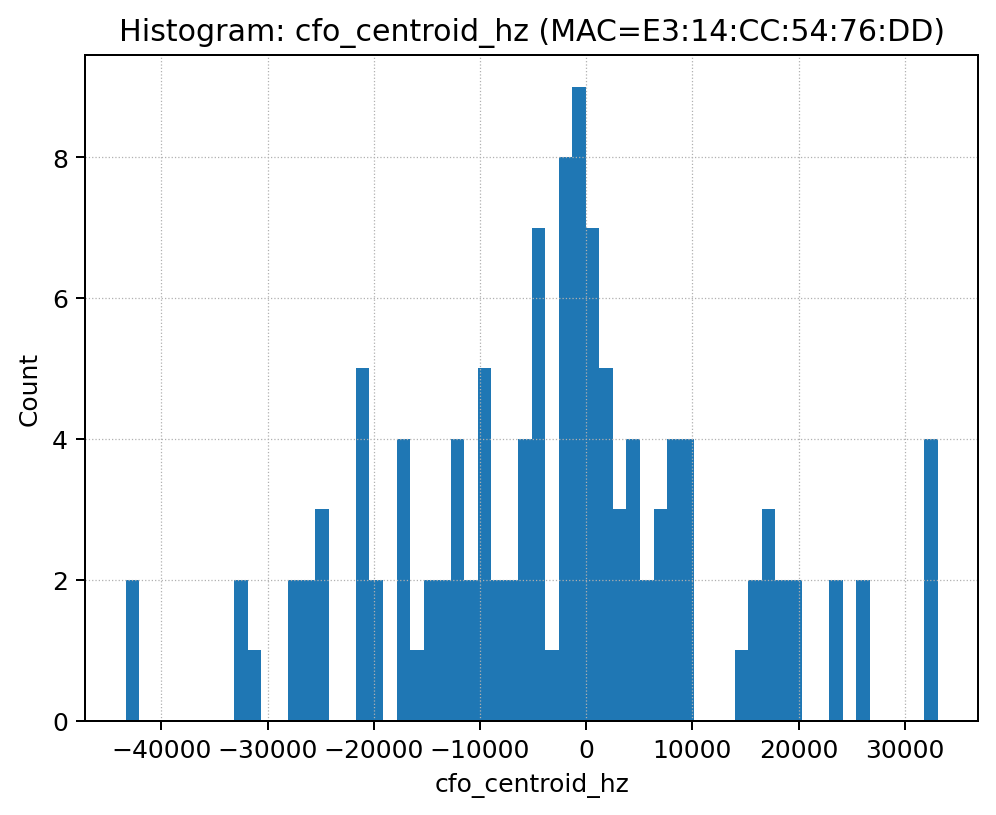 Histogram: cfo_centroid_hz (MAC=E3:14:CC:54:76:DD)
8
6
4
2
0
Count
−40000 −30000 −20000 −10000 0 10000 20000 30000
cfo_centroid_hz